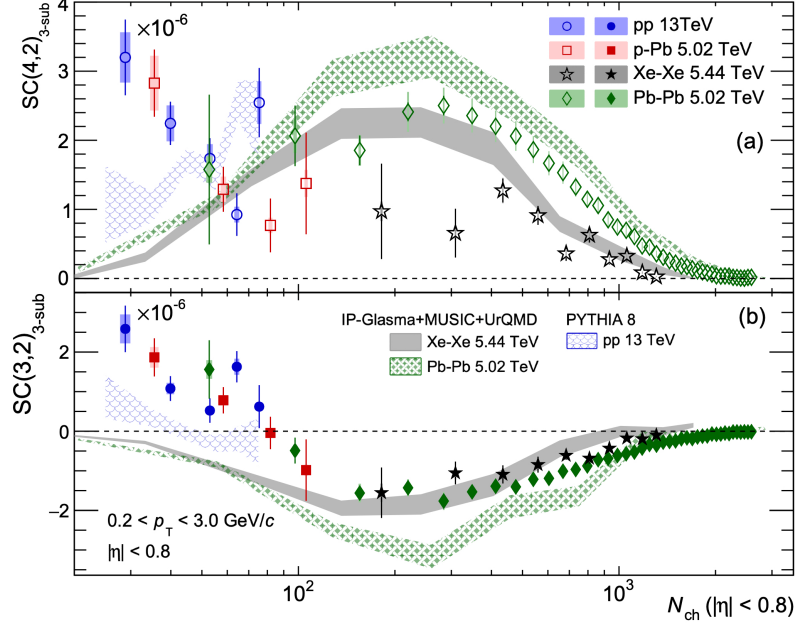 SC(4,2)3-sub
4
3
2
1
0
×10−6
pp 13TeV
p-Pb 5.02 TeV
Xe-Xe 5.44 TeV
Pb-Pb 5.02 TeV
(a)
SC(3,2)3-sub
2
0
−2
×10−6
IP-Glasma+MUSIC+UrQMD
PYTHIA 8
(b)
Xe-Xe 5.44 TeV
pp 13 TeV
Pb-Pb 5.02 TeV
0.2 < pT < 3.0 GeV/c
|η| < 0.8
10²
10³
Nch (|η| < 0.8)